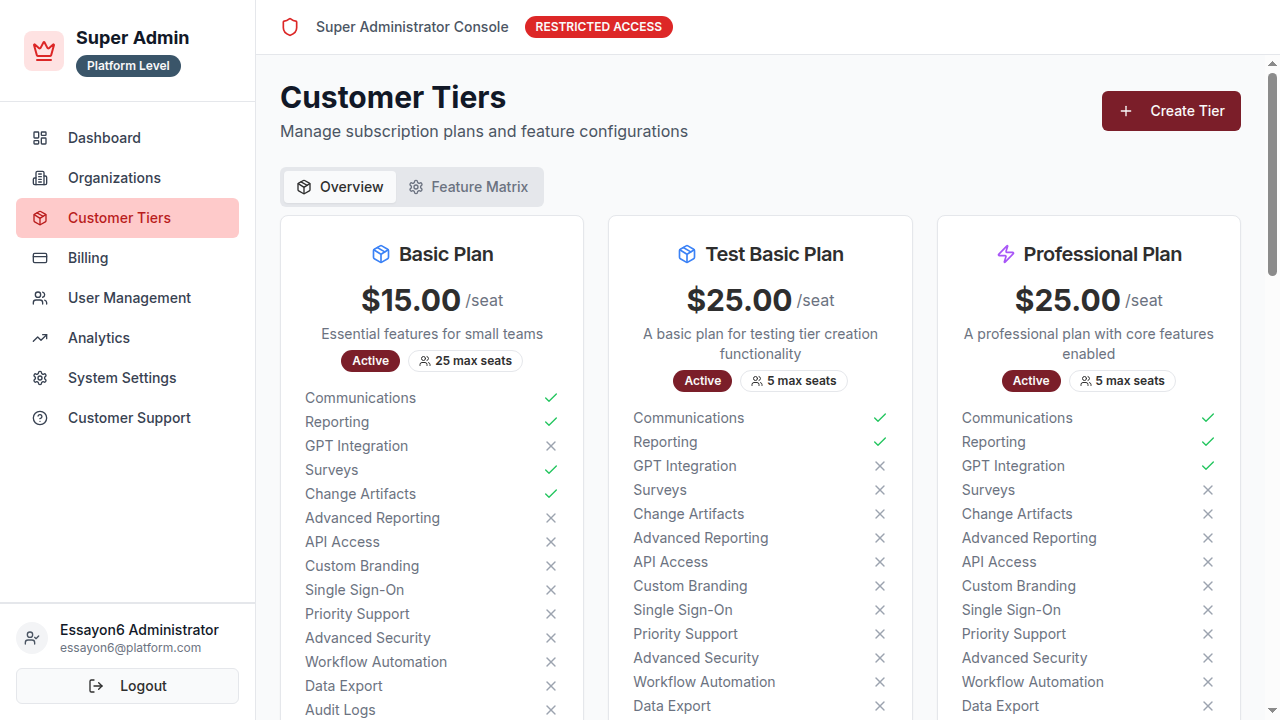 Super Admin
Platform Level
Dashboard
Organizations
Customer Tiers
Billing
User Management
Analytics
System Settings
Customer Support
Essayon6 Administrator
essayon6@platform.com
Logout
Super Administrator Console
RESTRICTED ACCESS
Customer Tiers
Manage subscription plans and feature configurations
Create Tier
Overview
Feature Matrix
Basic Plan
$15.00 /seat
Essential features for small teams
Active
25 max seats
Communications
Reporting
GPT Integration
Surveys
Change Artifacts
Advanced Reporting
API Access
Custom Branding
Single Sign-On
Priority Support
Advanced Security
Workflow Automation
Data Export
Audit Logs
Test Basic Plan
$25.00 /seat
A basic plan for testing tier creation
functionality
Active
5 max seats
Communications
Reporting
GPT Integration
Surveys
Change Artifacts
Advanced Reporting
API Access
Custom Branding
Single Sign-On
Priority Support
Advanced Security
Workflow Automation
Data Export
Professional Plan
$25.00 /seat
A professional plan with core features
enabled
Active
5 max seats
Communications
Reporting
GPT Integration
Surveys
Change Artifacts
Advanced Reporting
API Access
Custom Branding
Single Sign-On
Priority Support
Advanced Security
Workflow Automation
Data Export